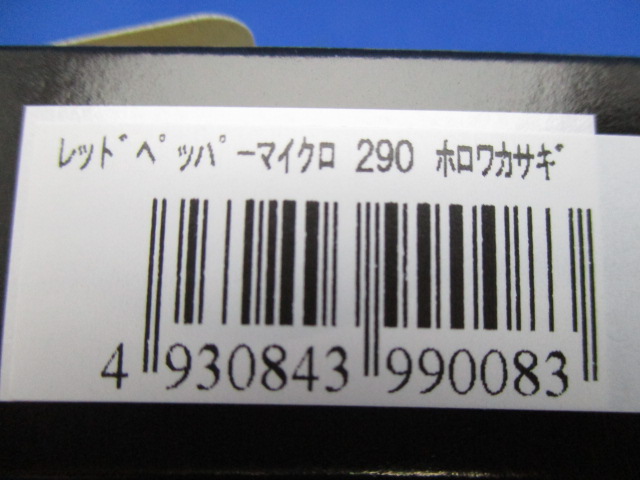 ﾚｯﾄﾞﾍﾟｯﾊﾟｰﾏｲｸﾛ 290 ﾎﾛﾜｶｻｷﾞ
4 930843 990083